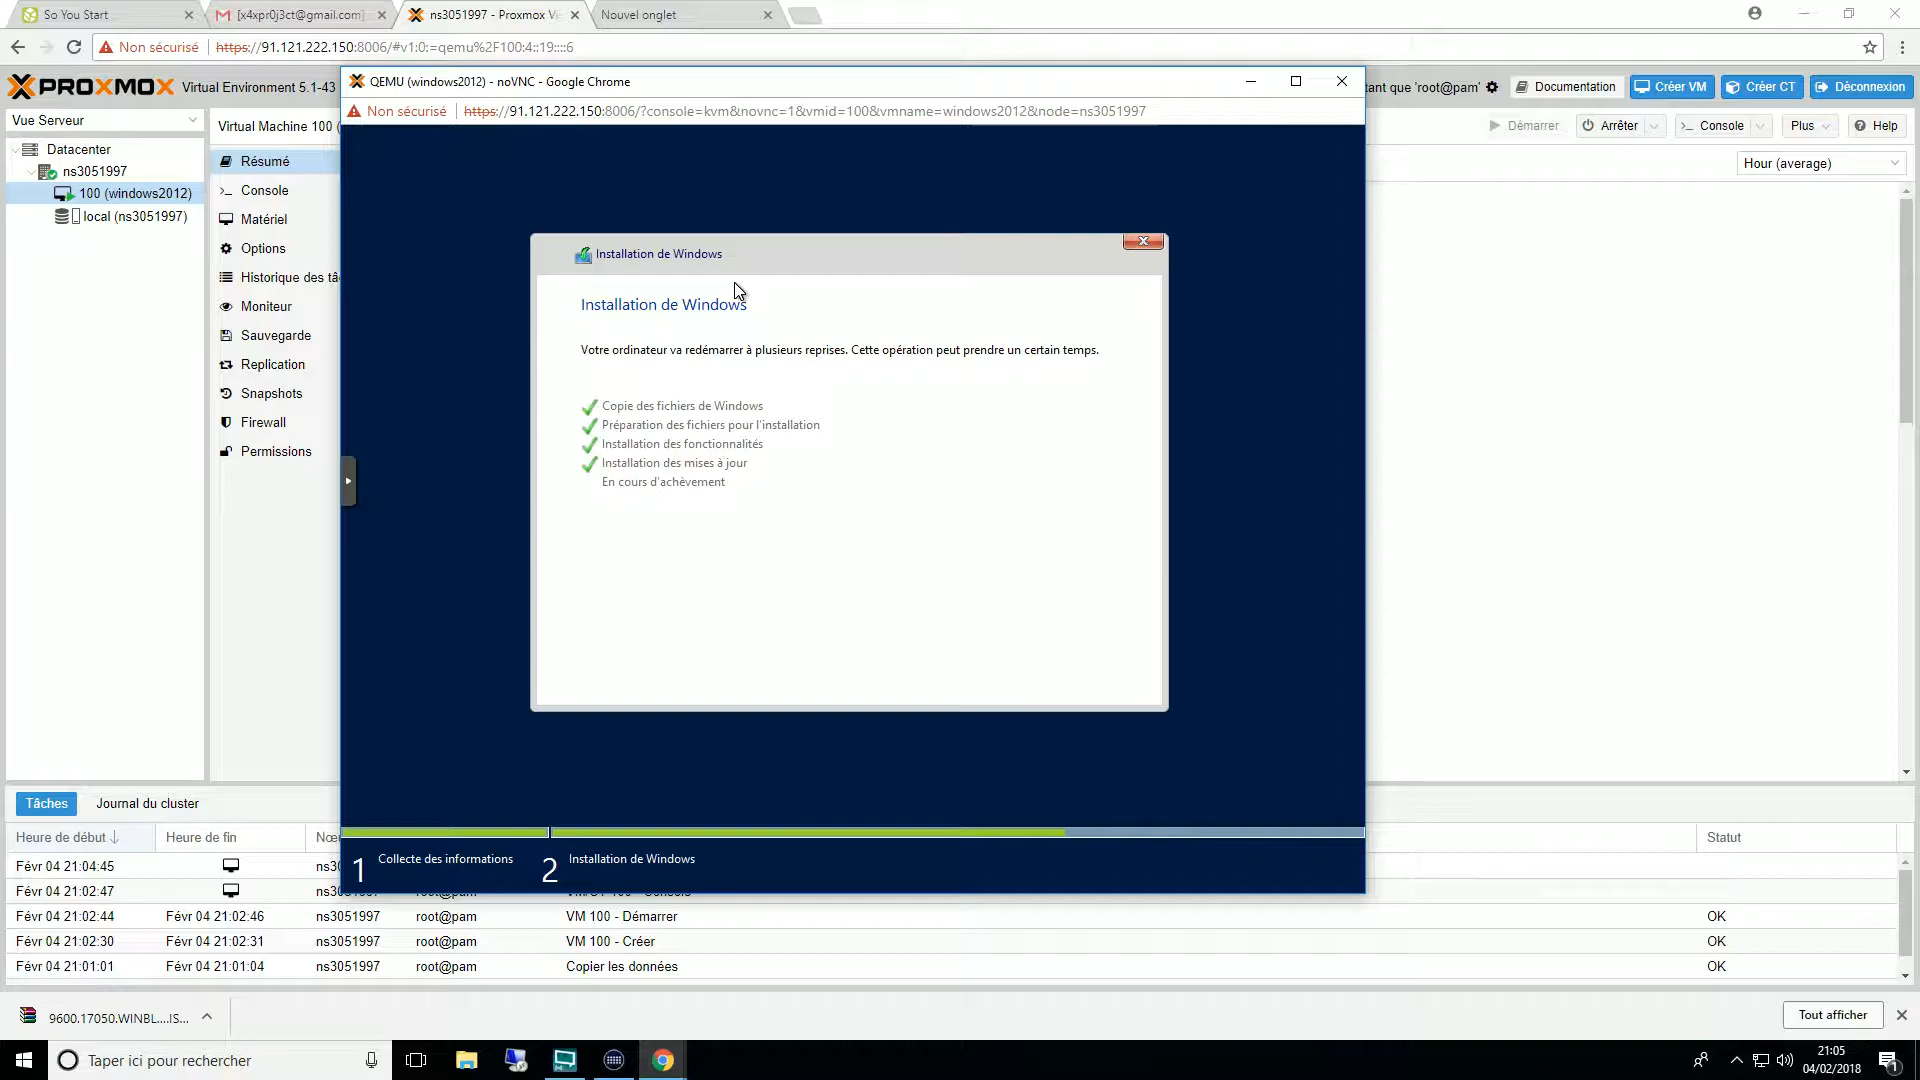 So You Start
[x4xpr0j3ct@gmail.com]
ns3051997 - Proxmox Vi
Nouvel onglet
Non sécurisé
https://91.121.222.150:8006/#v1:0:=qemu%2F100:4::19::::6
PROXMOX Virtual Environment 5.1-43
tant que 'root@pam'
Documentation
Créer VM
Créer CT
Déconnexion
Vue Serveur
Datacenter
ns3051997
100 (windows2012)
local (ns3051997)
Virtual Machine 100 (
Démarrer
Arrêter
Console
Plus
Help
Hour (average)
Résumé
Console
Matériel
Options
Historique des tâ
Moniteur
Sauvegarde
Replication
Snapshots
Firewall
Permissions
QEMU (windows2012) - noVNC - Google Chrome
Non sécurisé
https://91.121.222.150:8006/?console=kvm&novnc=1&vmid=100&vmname=windows2012&node=ns3051997
Installation de Windows
Installation de Windows
Votre ordinateur va redémarrer à plusieurs reprises. Cette opération peut prendre un certain temps.
Copie des fichiers de Windows
Préparation des fichiers pour l'installation
Installation des fonctionnalités
Installation des mises à jour
En cours d'achèvement
1 Collecte des informations
2 Installation de Windows
Tâches
Journal du cluster
Heure de début
Heure de fin
Nœu
Statut
Févr 04 21:04:45
ns30
Févr 04 21:02:47
Févr 04 21:02:44 Févr 04 21:02:46 ns3051997 root@pam VM 100 - Démarrer OK
Févr 04 21:02:30 Févr 04 21:02:31 ns3051997 root@pam VM 100 - Créer OK
Févr 04 21:01:01 Févr 04 21:01:04 ns3051997 root@pam Copier les données OK
9600.17050.WINBL....IS...
Tout afficher
Taper ici pour rechercher
21:05
04/02/2018
1